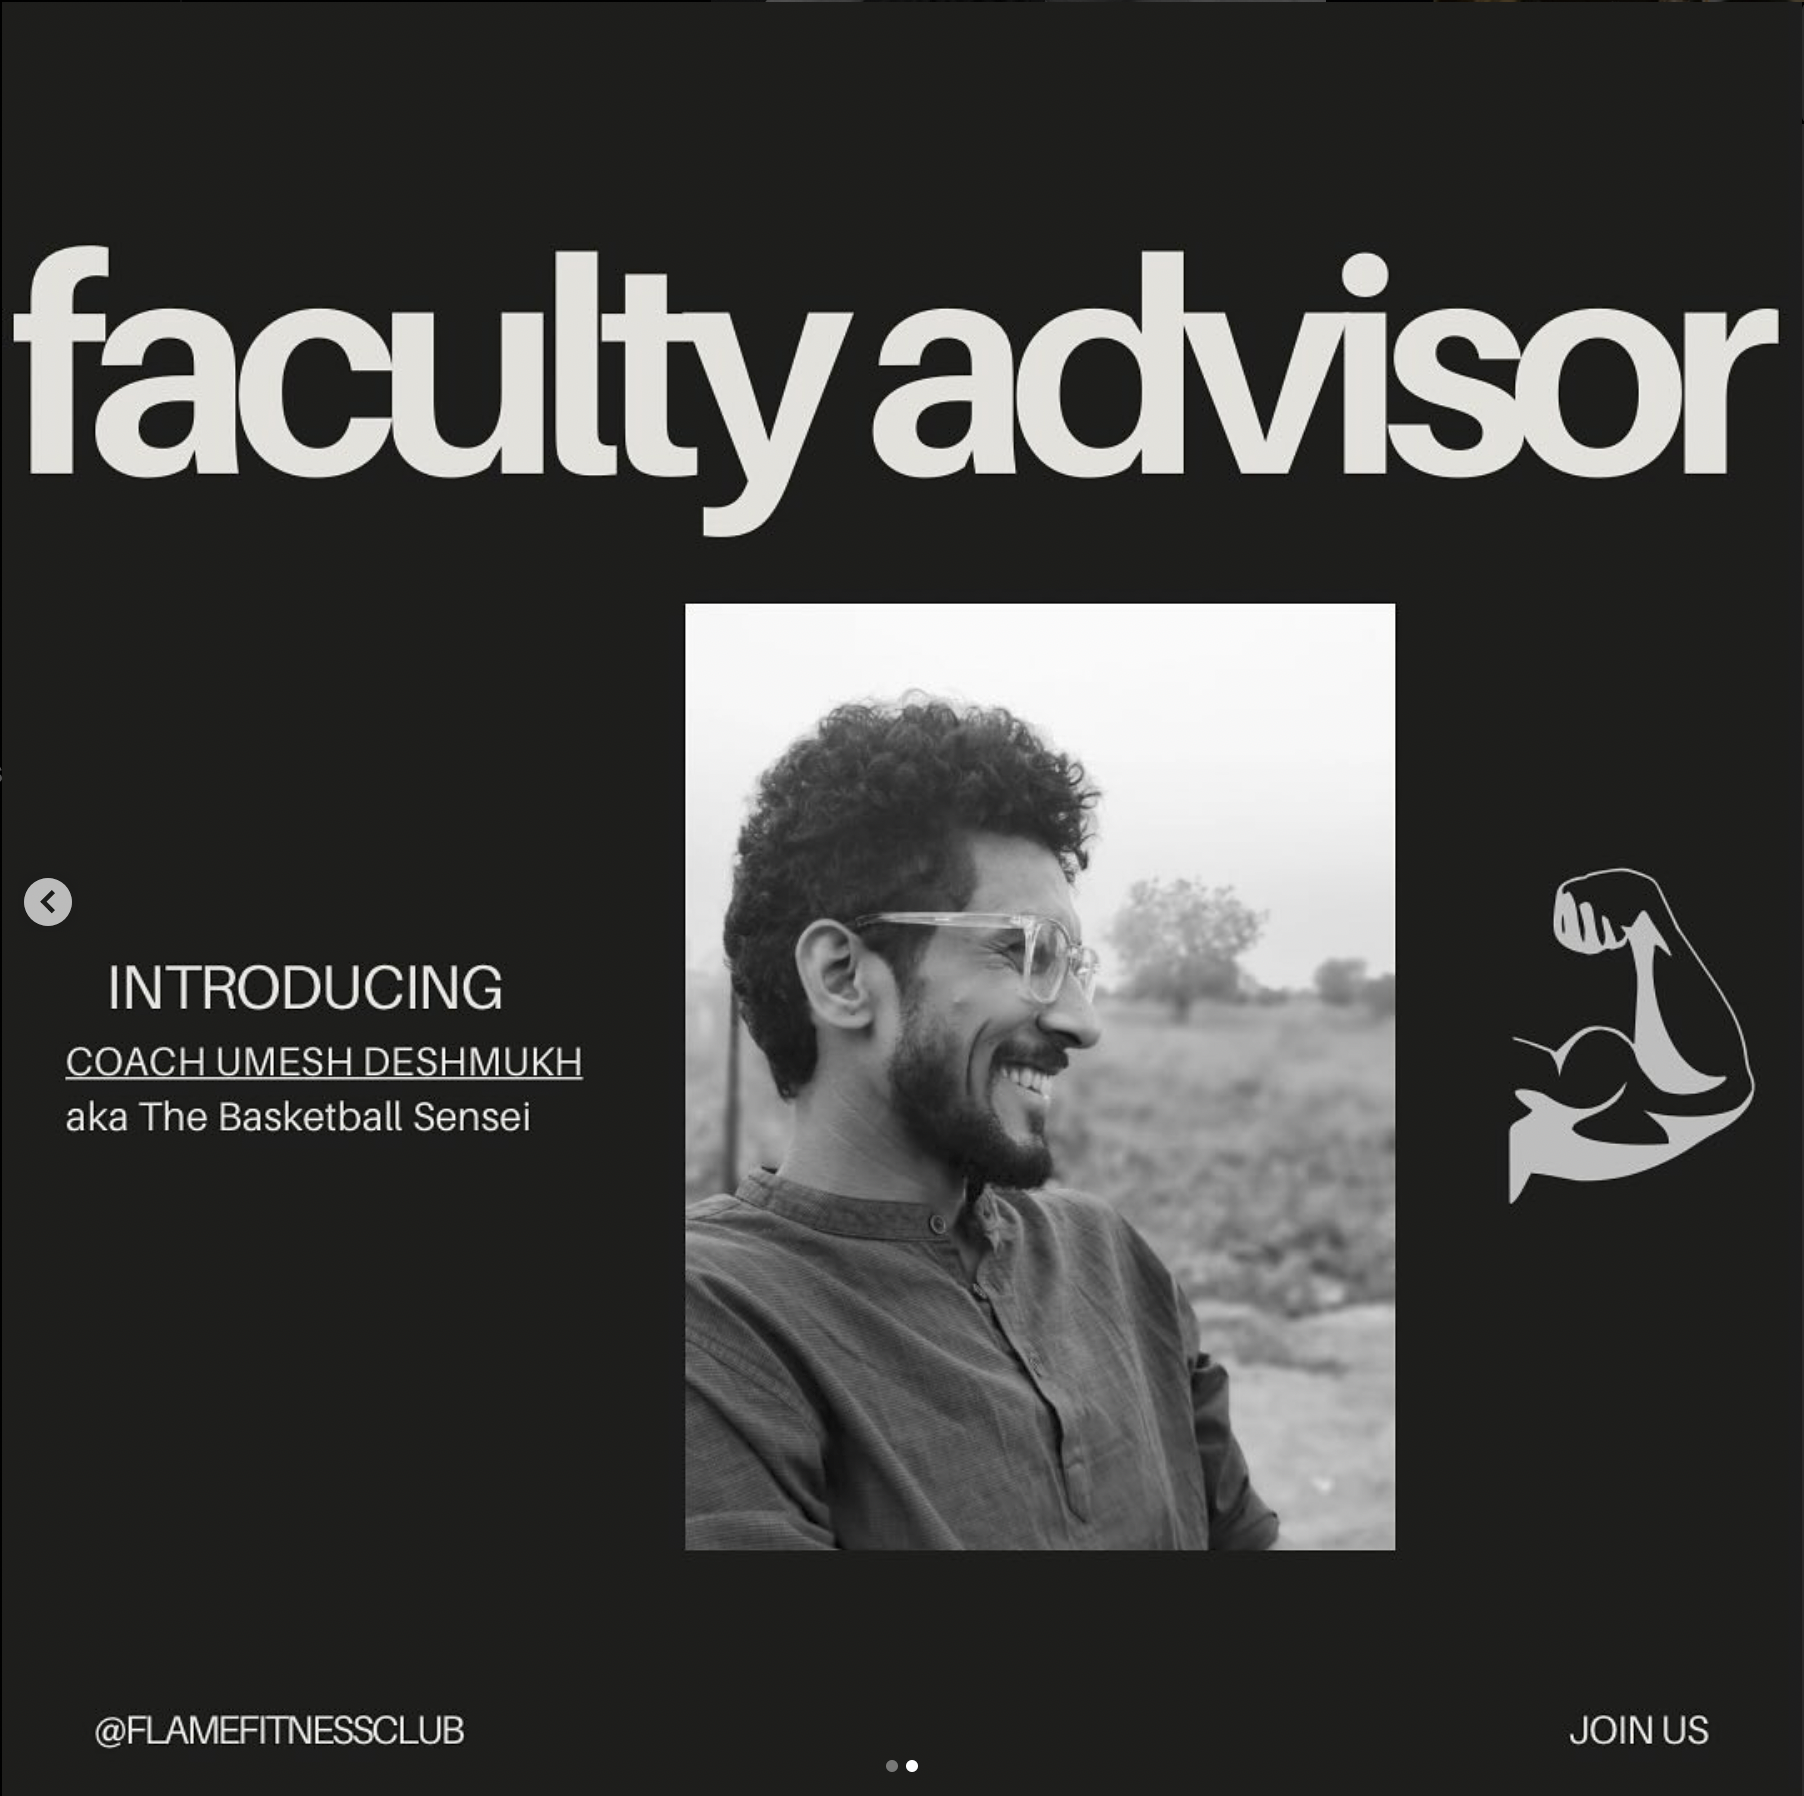 faculty advisor
INTRODUCING
COACH UMESH DESHMUKH
aka The Basketball Sensei
@FLAMEFITNESSCLUB
JOIN US